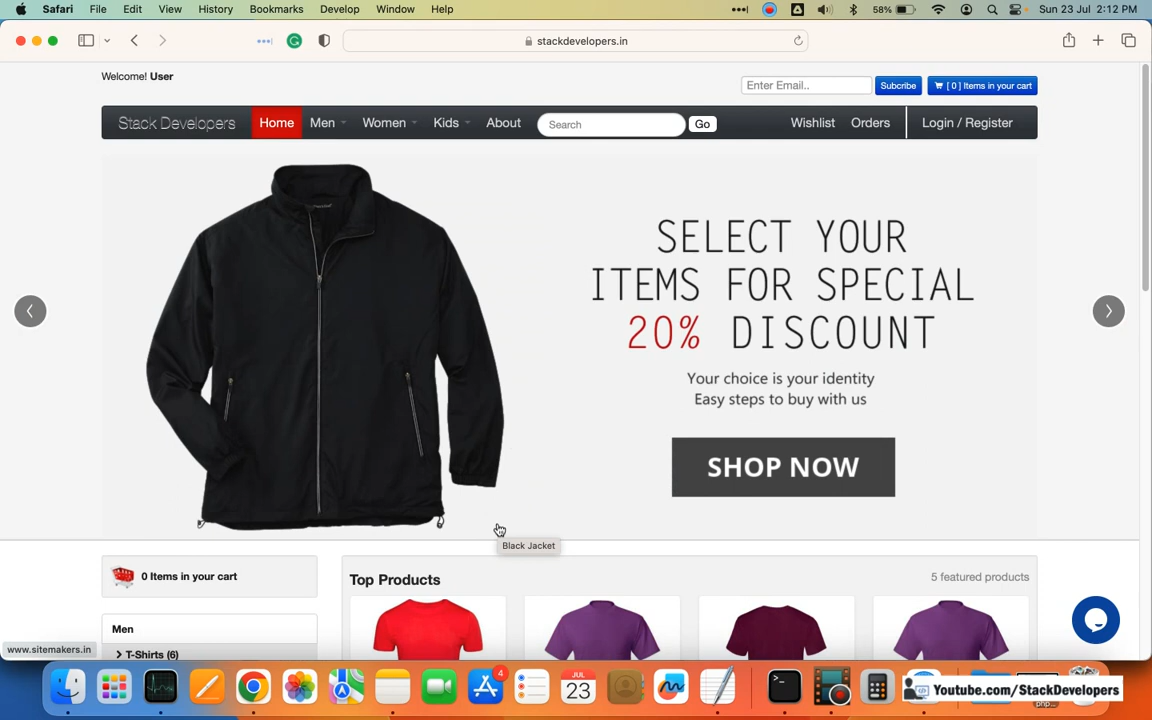 Safari File Edit View History Bookmarks Develop Window Help 58% Sun 23 Jul 2:12 PM
stackdevelopers.in
Welcome! User
Enter Email.. Subcribe [ 0 ] Items in your cart
Stack Developers Home Men Women Kids About Search Go Wishlist Orders Login / Register
SELECT YOUR
ITEMS FOR SPECIAL
20% DISCOUNT
Your choice is your identity
Easy steps to buy with us
SHOP NOW
Black Jacket
0 Items in your cart
Top Products 5 featured products
Men
T-Shirts (6)
www.sitemakers.in
4
JUL
23
Youtube.com/StackDevelopers
php...